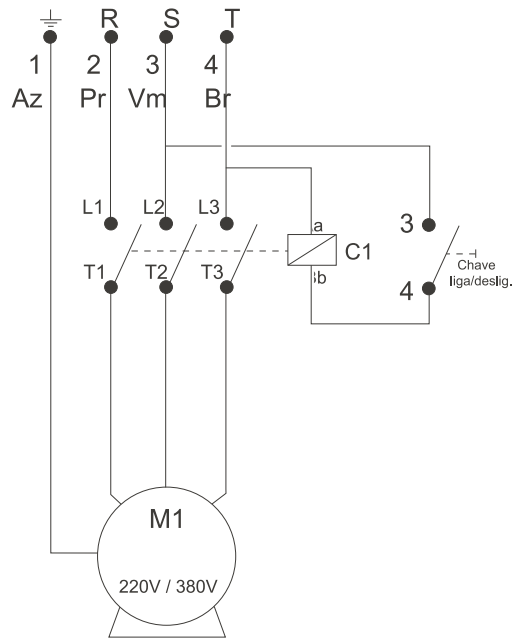 R S T
1 2 3 4
Az Pr Vm Br
L1 L2 L3
a
3
C1
T1 T2 T3
b
4
Chave
liga/deslig.
M1
220V / 380V